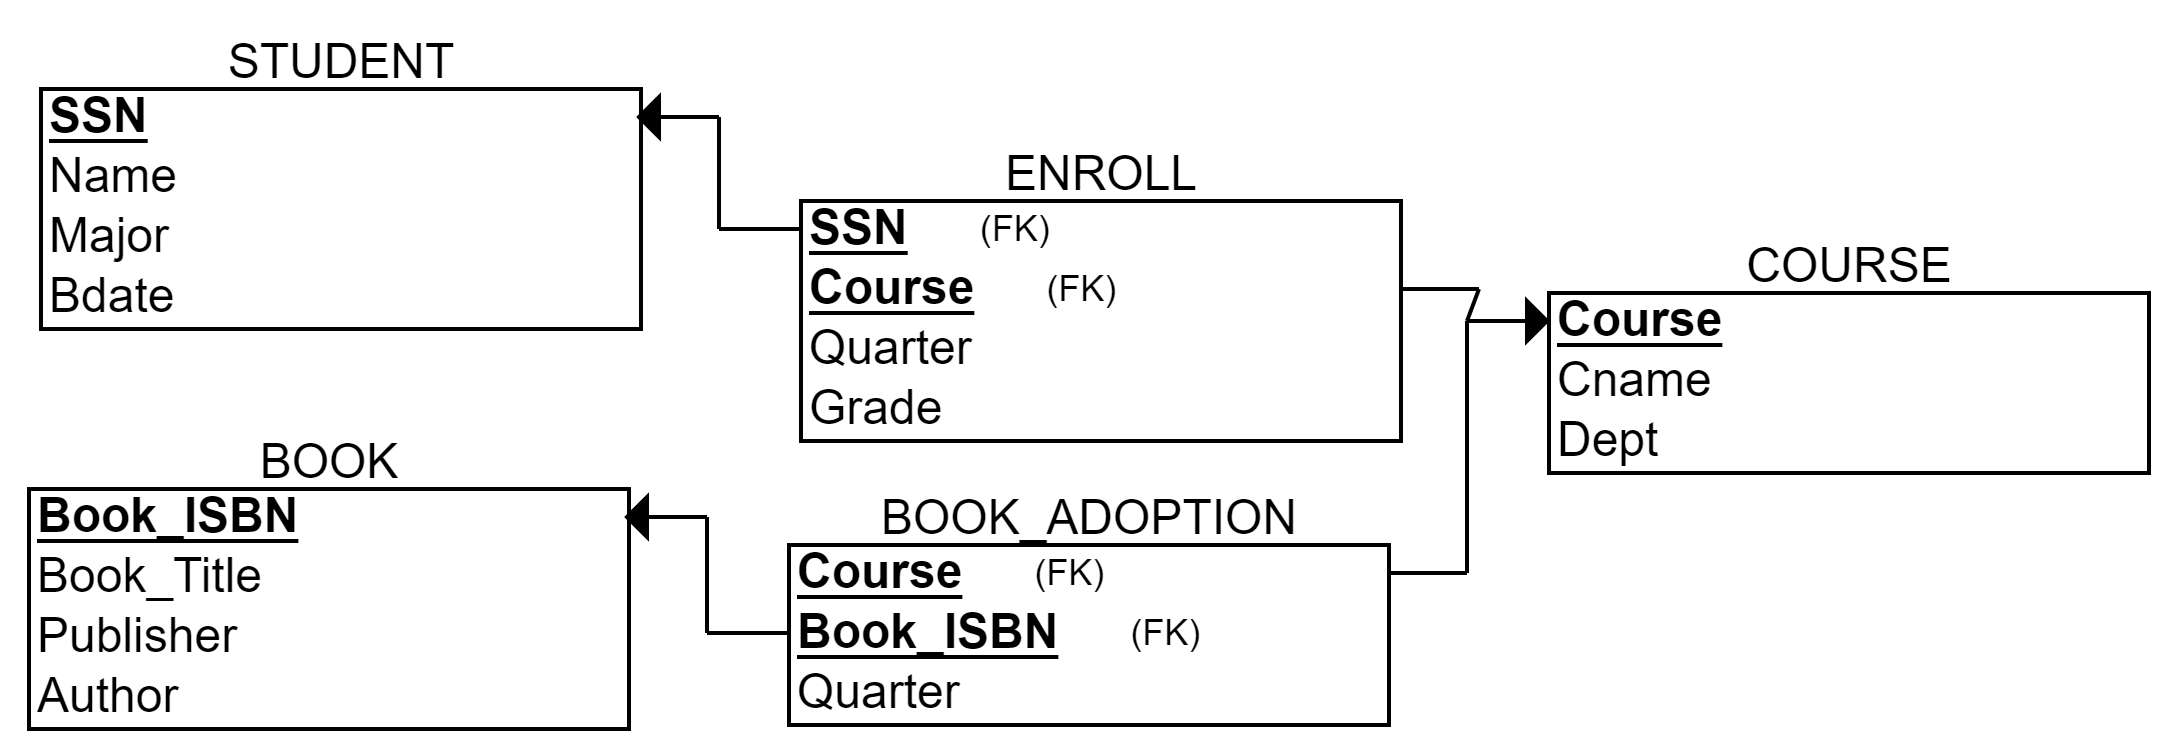 STUDENT
SSN
Name
Major
Bdate
ENROLL
SSN (FK)
Course (FK)
Quarter
Grade
COURSE
Course
Cname
Dept
BOOK
Book_ISBN
Book_Title
Publisher
Author
BOOK_ADOPTION
Course (FK)
Book_ISBN (FK)
Quarter